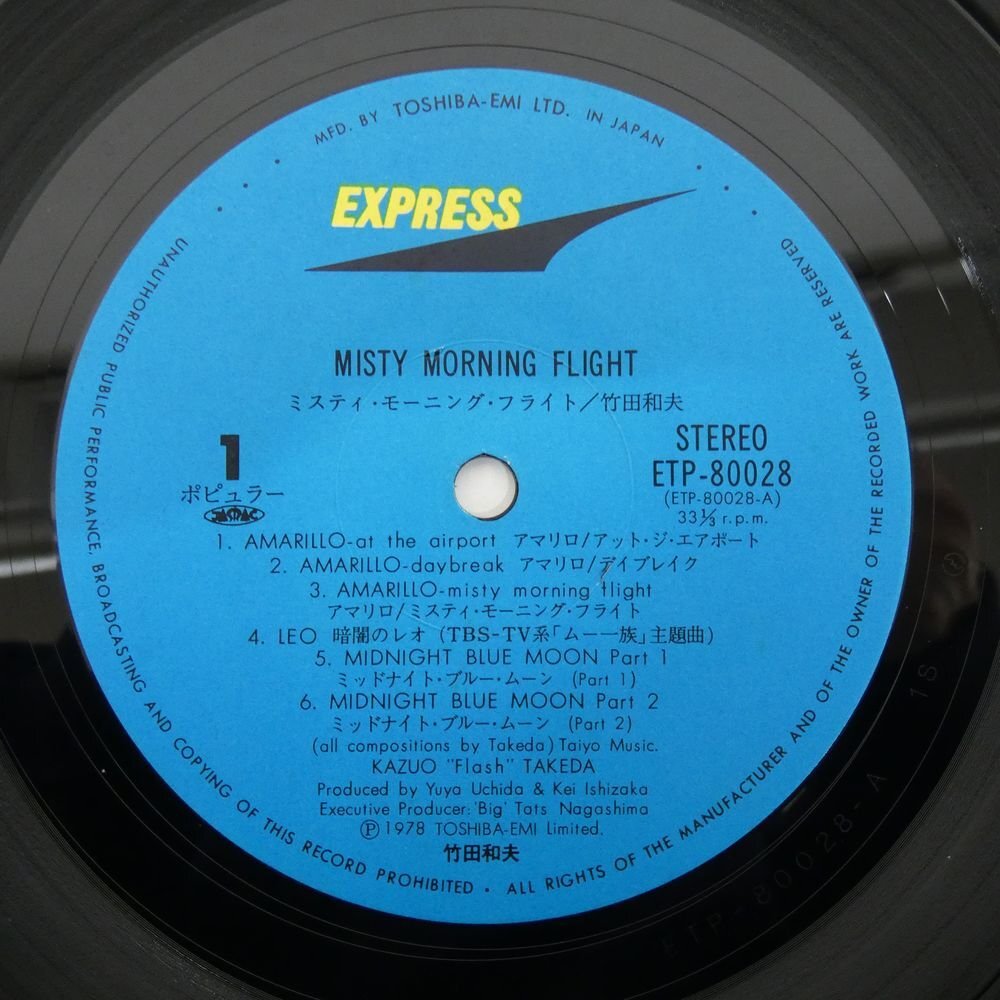 MFD. BY TOSHIBA-EMI LTD. IN JAPAN
EXPRESS
MISTY MORNING FLIGHT
ミスティ・モーニング・フライト/竹田和夫
1
ポピュラー
JASRAC
STEREO
ETP-80028
(ETP-80028-A)
33⅓ r.p.m.
1. AMARILLO-at the airport アマリロ/アット・ジ・エアポート
2. AMARILLO-daybreak アマリロ/デイブレイク
3. AMARILLO-misty morning flight
アマリロ/ミスティ・モーニング・フライト
4. LEO 暗闇のレオ (TBS-TV系「ムー一族」主題曲)
5. MIDNIGHT BLUE MOON Part 1
ミッドナイト・ブルー・ムーン (Part 1)
6. MIDNIGHT BLUE MOON Part 2
ミッドナイト・ブルー・ムーン (Part 2)
(all compositions by Takeda) Taiyo Music.
KAZUO "Flash" TAKEDA
Produced by Yuya Uchida & Kei Ishizaka
Executive Producer: 'Big' Tats Nagashima
Ⓟ 1978 TOSHIBA-EMI Limited.
竹田和夫
UNAUTHORIZED PUBLIC PERFORMANCE, BROADCASTING AND COPYING OF THIS RECORD PROHIBITED • ALL RIGHTS OF THE MANUFACTURER AND OF THE OWNER OF THE RECORDED WORK ARE RESERVED
ETP-80028-A 1S